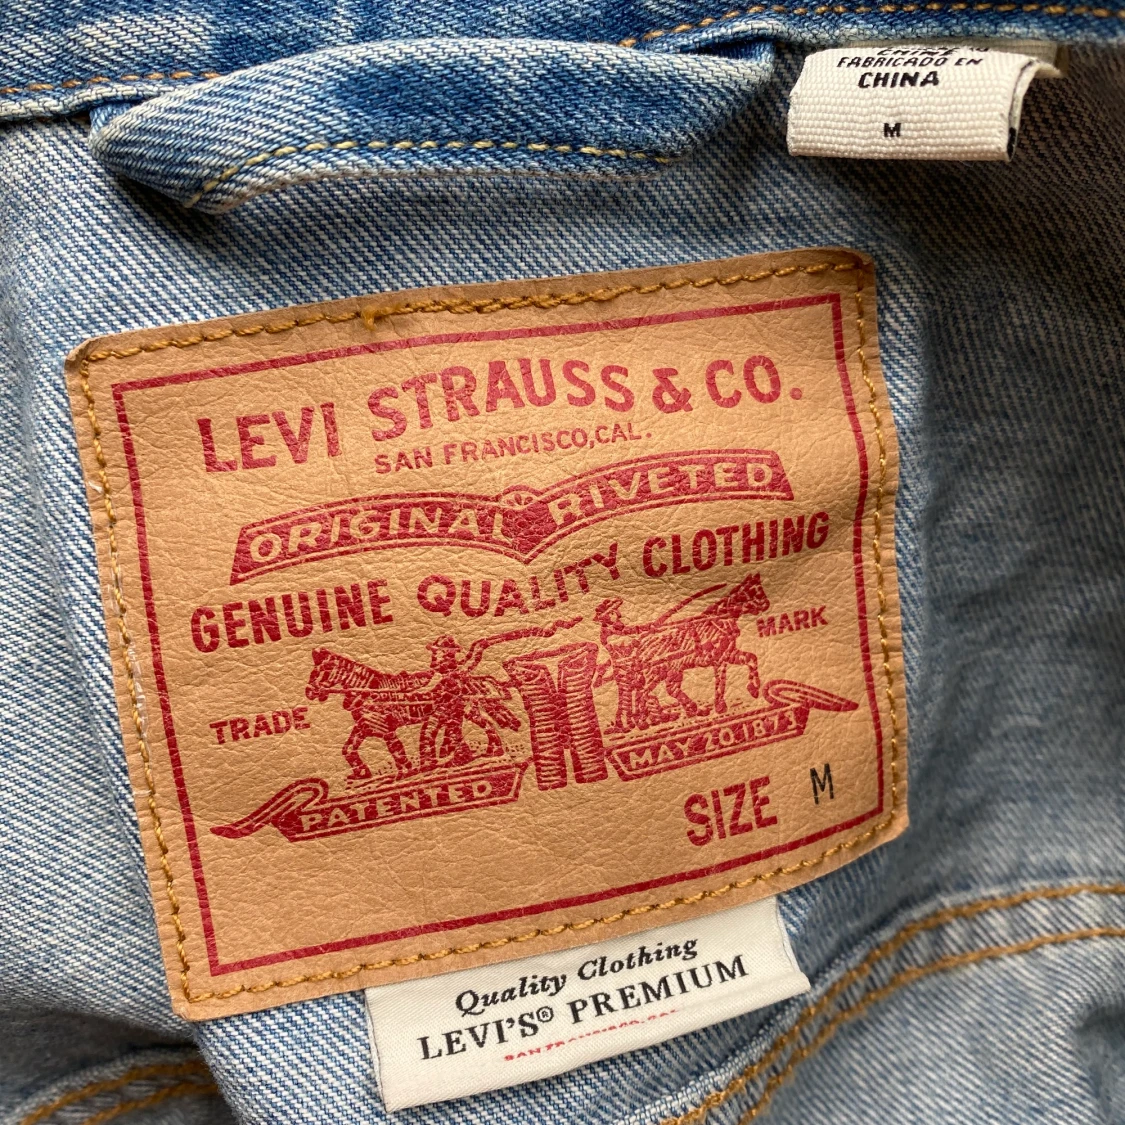 FABRICADO EN
CHINA
M
LEVI STRAUSS & CO.
SAN FRANCISCO, CAL.
ORIGINAL RIVETED
GENUINE QUALITY CLOTHING
TRADE MARK
PATENTED MAY 20.1873
SIZE M
Quality Clothing
LEVI'S® PREMIUM